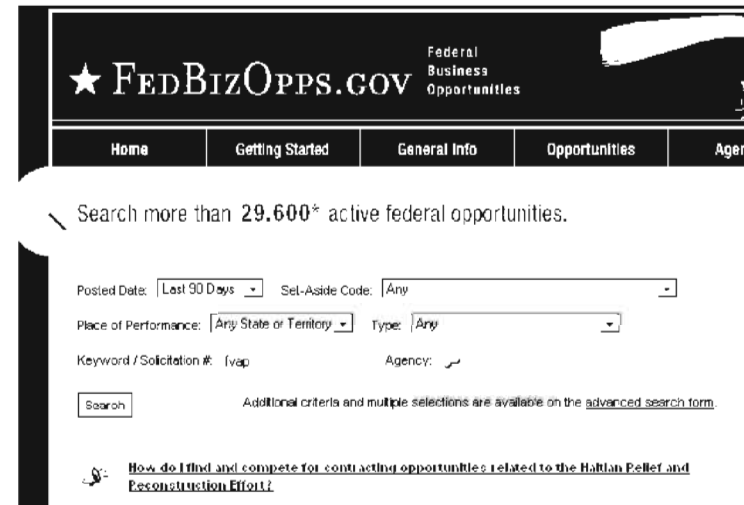 ★ FEDBIZOPPS.GOV
Federal
Business
Opportunities
Home Getting Started General Info Opportunities Agen
Search more than 29,600* active federal opportunities.
Posted Date: Last 90 Days Set-Aside Code: Any
Place of Performance: Any State or Territory Type: Any
Keyword / Solicitation #: fvap Agency:
Search Additional criteria and multiple selections are available on the advanced search form.
How do I find and compete for contracting opportunities related to the Haitian Relief and
Reconstruction Effort?